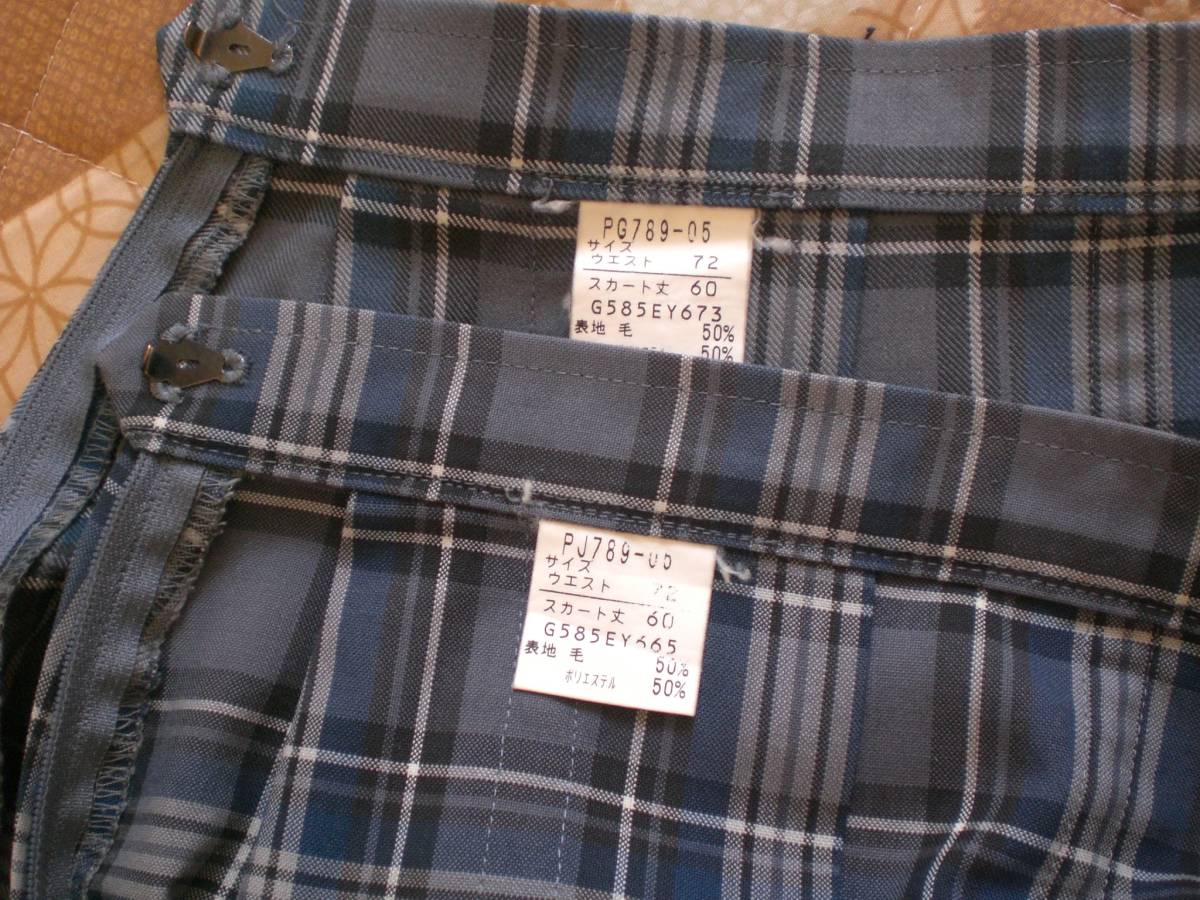 PG789-05
サイズ
ウエスト 72
スカート丈 60
G585EY673
表地 毛 50%
50%
PJ789-05
サイズ
ウエスト 72
スカート丈 60
G585EY665
表地 毛 50%
ポリエステル 50%